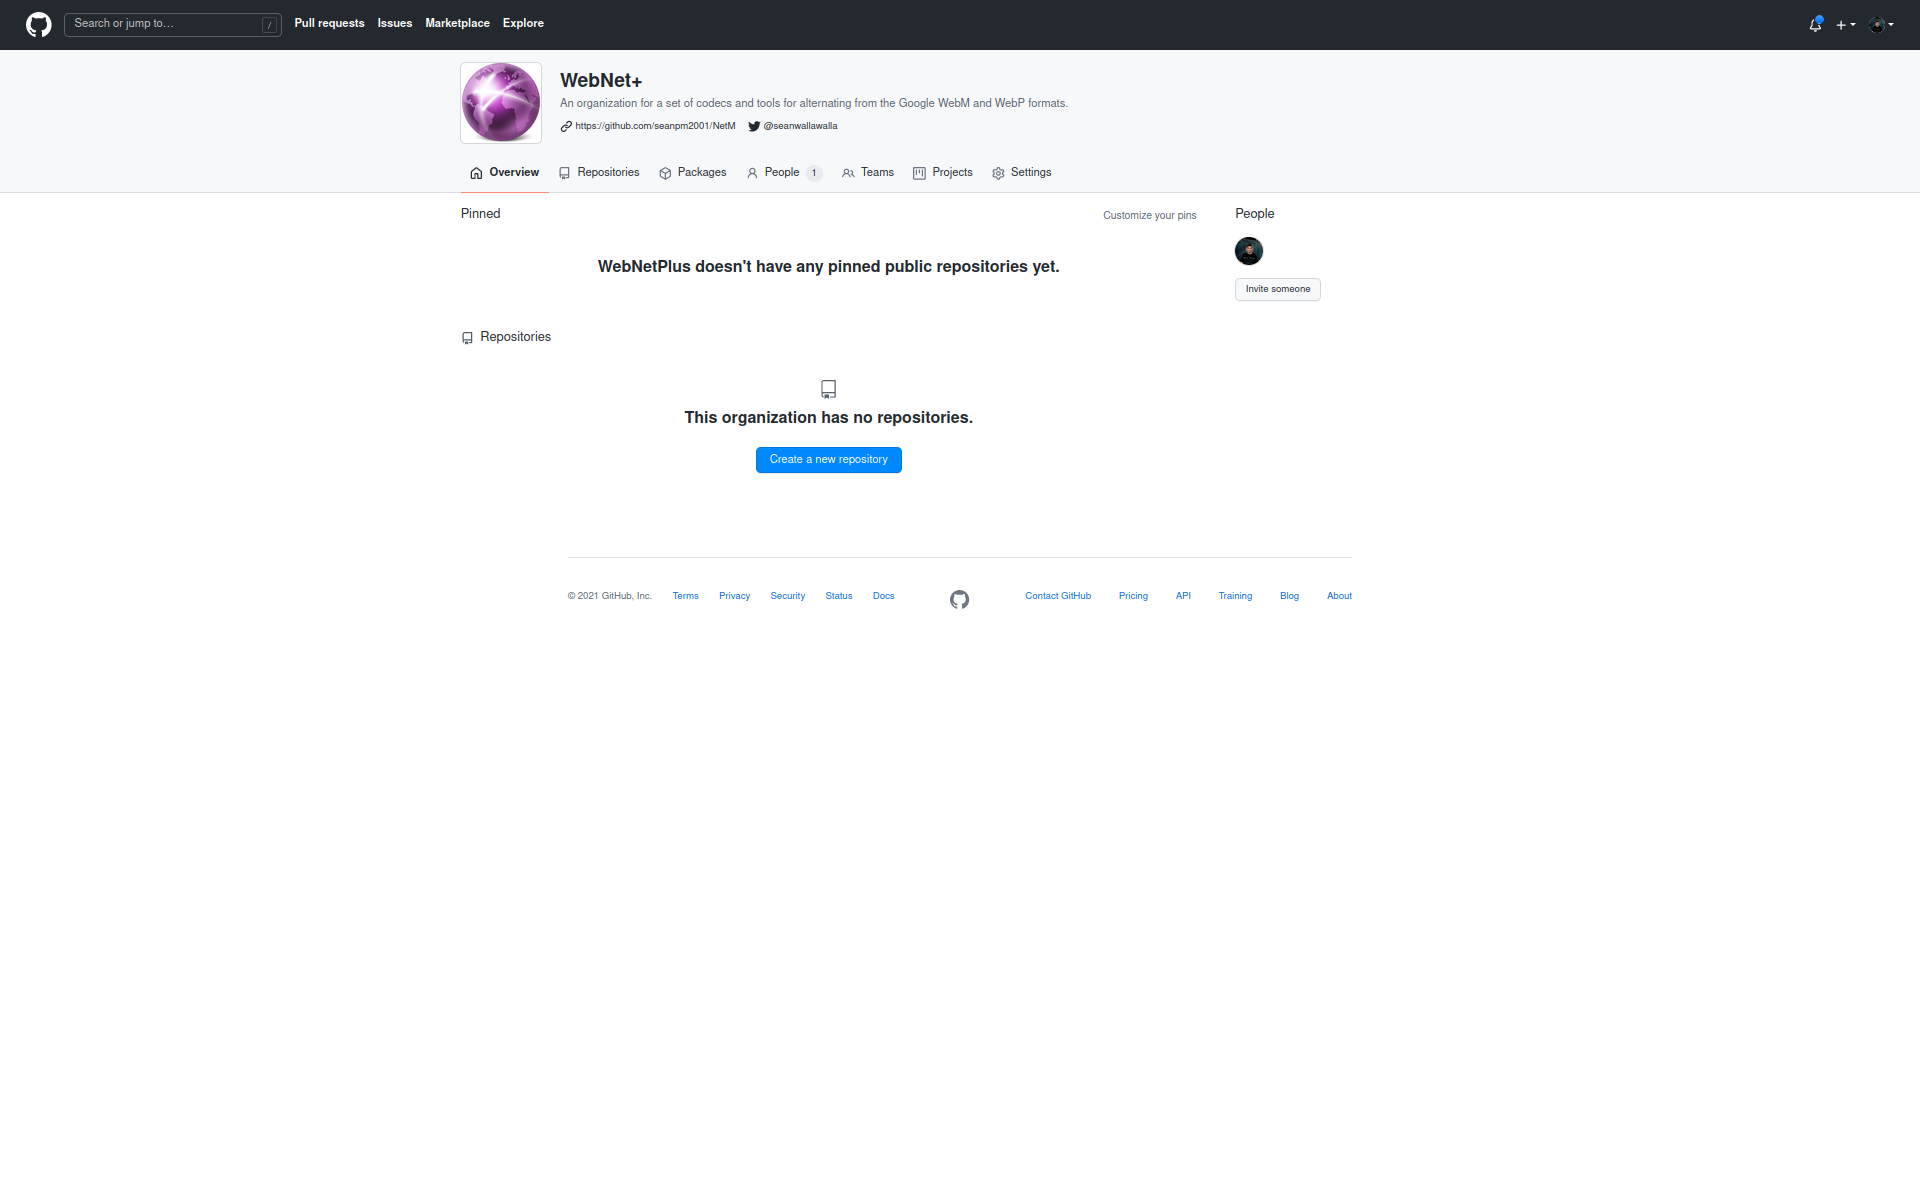 Search or jump to… /
Pull requests Issues Marketplace Explore
WebNet+
An organization for a set of codecs and tools for alternating from the Google WebM and WebP formats.
https://github.com/seanpm2001/NetM @seanwallawalla
Overview Repositories Packages People 1 Teams Projects Settings
Pinned
Customize your pins
WebNetPlus doesn't have any pinned public repositories yet.
People
Invite someone
Repositories
This organization has no repositories.
Create a new repository
© 2021 GitHub, Inc. Terms Privacy Security Status Docs Contact GitHub Pricing API Training Blog About